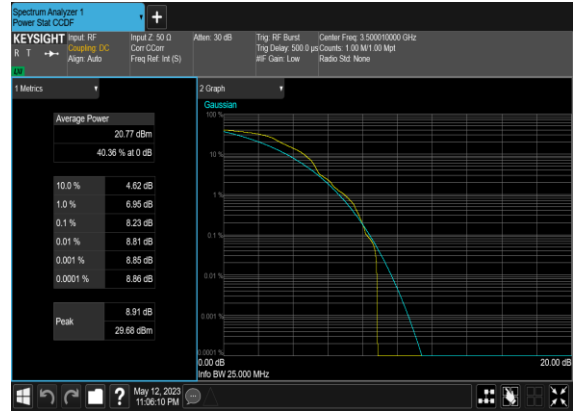 Spectrum Analyzer 1
Power Stat CCDF
KEYSIGHT
R T
LM
Input: RF
Coupling: DC
Align: Auto
Input Z: 50 Ω
Corr CCorr
Freq Ref: Int (S)
Atten: 30 dB
Trig: RF Burst
Trig Delay: 500.0 µs
#IF Gain: Low
Center Freq: 3.500010000 GHz
Counts: 1.00 M/1.00 Mpt
Radio Std: None
1 Metrics
Average Power
20.77 dBm
40.36 % at 0 dB
10.0 % 4.62 dB
1.0 % 6.95 dB
0.1 % 8.23 dB
0.01 % 8.81 dB
0.001 % 8.85 dB
0.0001 % 8.86 dB
Peak
8.91 dB
29.68 dBm
2 Graph
Gaussian
100 %
10 %
1 %
0.1 %
0.01 %
0.001 %
0.0001 %
0.00 dB
20.00 dB
Info BW 25.000 MHz
?
May 12, 2023
11:06:10 PM